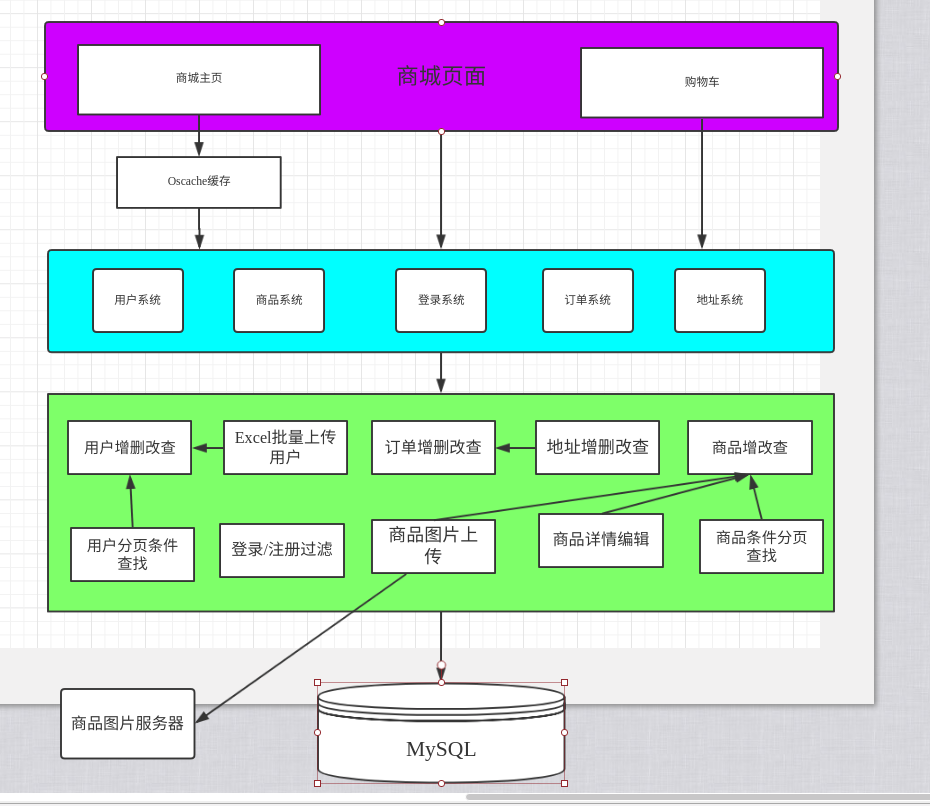 商城主页
商城页面
购物车
Oscache缓存
用户系统
商品系统
登录系统
订单系统
地址系统
用户增删改查
Excel批量上传
用户
订单增删改查
地址增删改查
商品增改查
用户分页条件
查找
登录/注册过滤
商品图片上
传
商品详情编辑
商品条件分页
查找
商品图片服务器
MySQL